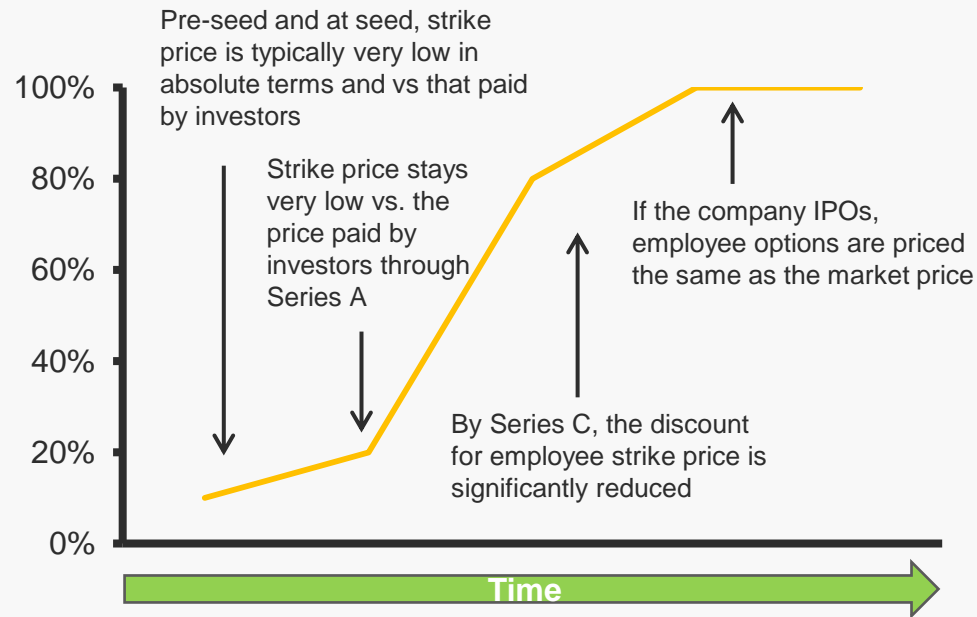 Pre-seed and at seed, strike
price is typically very low in
absolute terms and vs that paid
by investors
100%
80%
60%
40%
20%
0%
Strike price stays
very low vs. the
price paid by
investors through
Series A
If the company IPOs,
employee options are priced
the same as the market price
By Series C, the discount
for employee strike price is
significantly reduced
Time